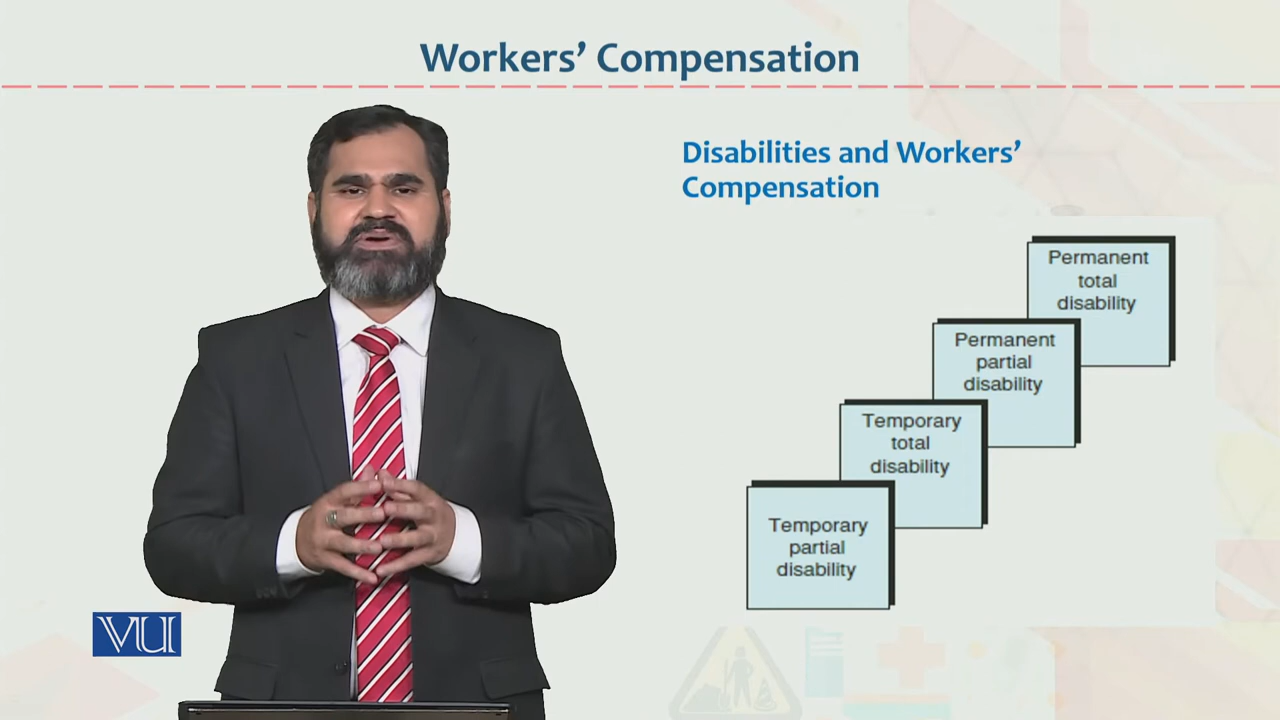 Workers’ Compensation
Disabilities and Workers’
Compensation
Permanent
total
disability
Permanent
partial
disability
Temporary
total
disability
Temporary
partial
disability
VU